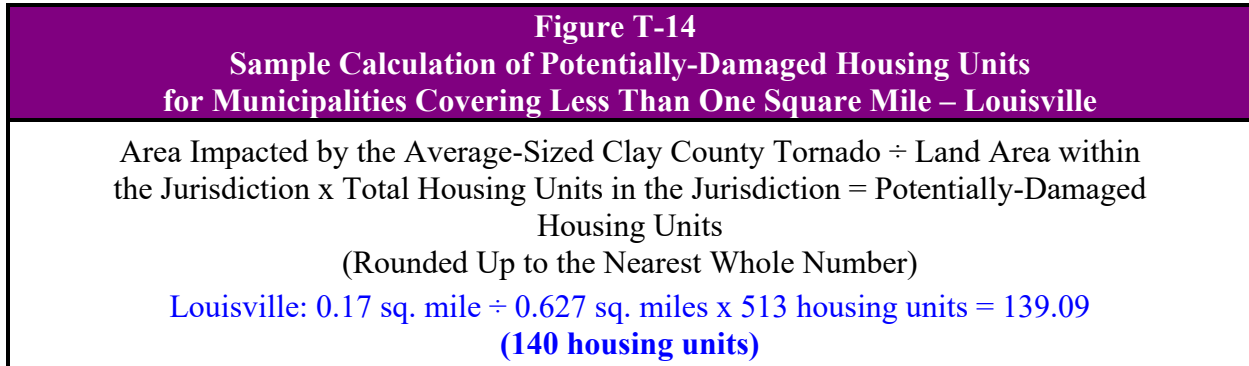 Figure T-14
Sample Calculation of Potentially-Damaged Housing Units
for Municipalities Covering Less Than One Square Mile – Louisville
Area Impacted by the Average-Sized Clay County Tornado ÷ Land Area within
the Jurisdiction x Total Housing Units in the Jurisdiction = Potentially-Damaged
Housing Units
(Rounded Up to the Nearest Whole Number)
Louisville: 0.17 sq. mile ÷ 0.627 sq. miles x 513 housing units = 139.09
(140 housing units)